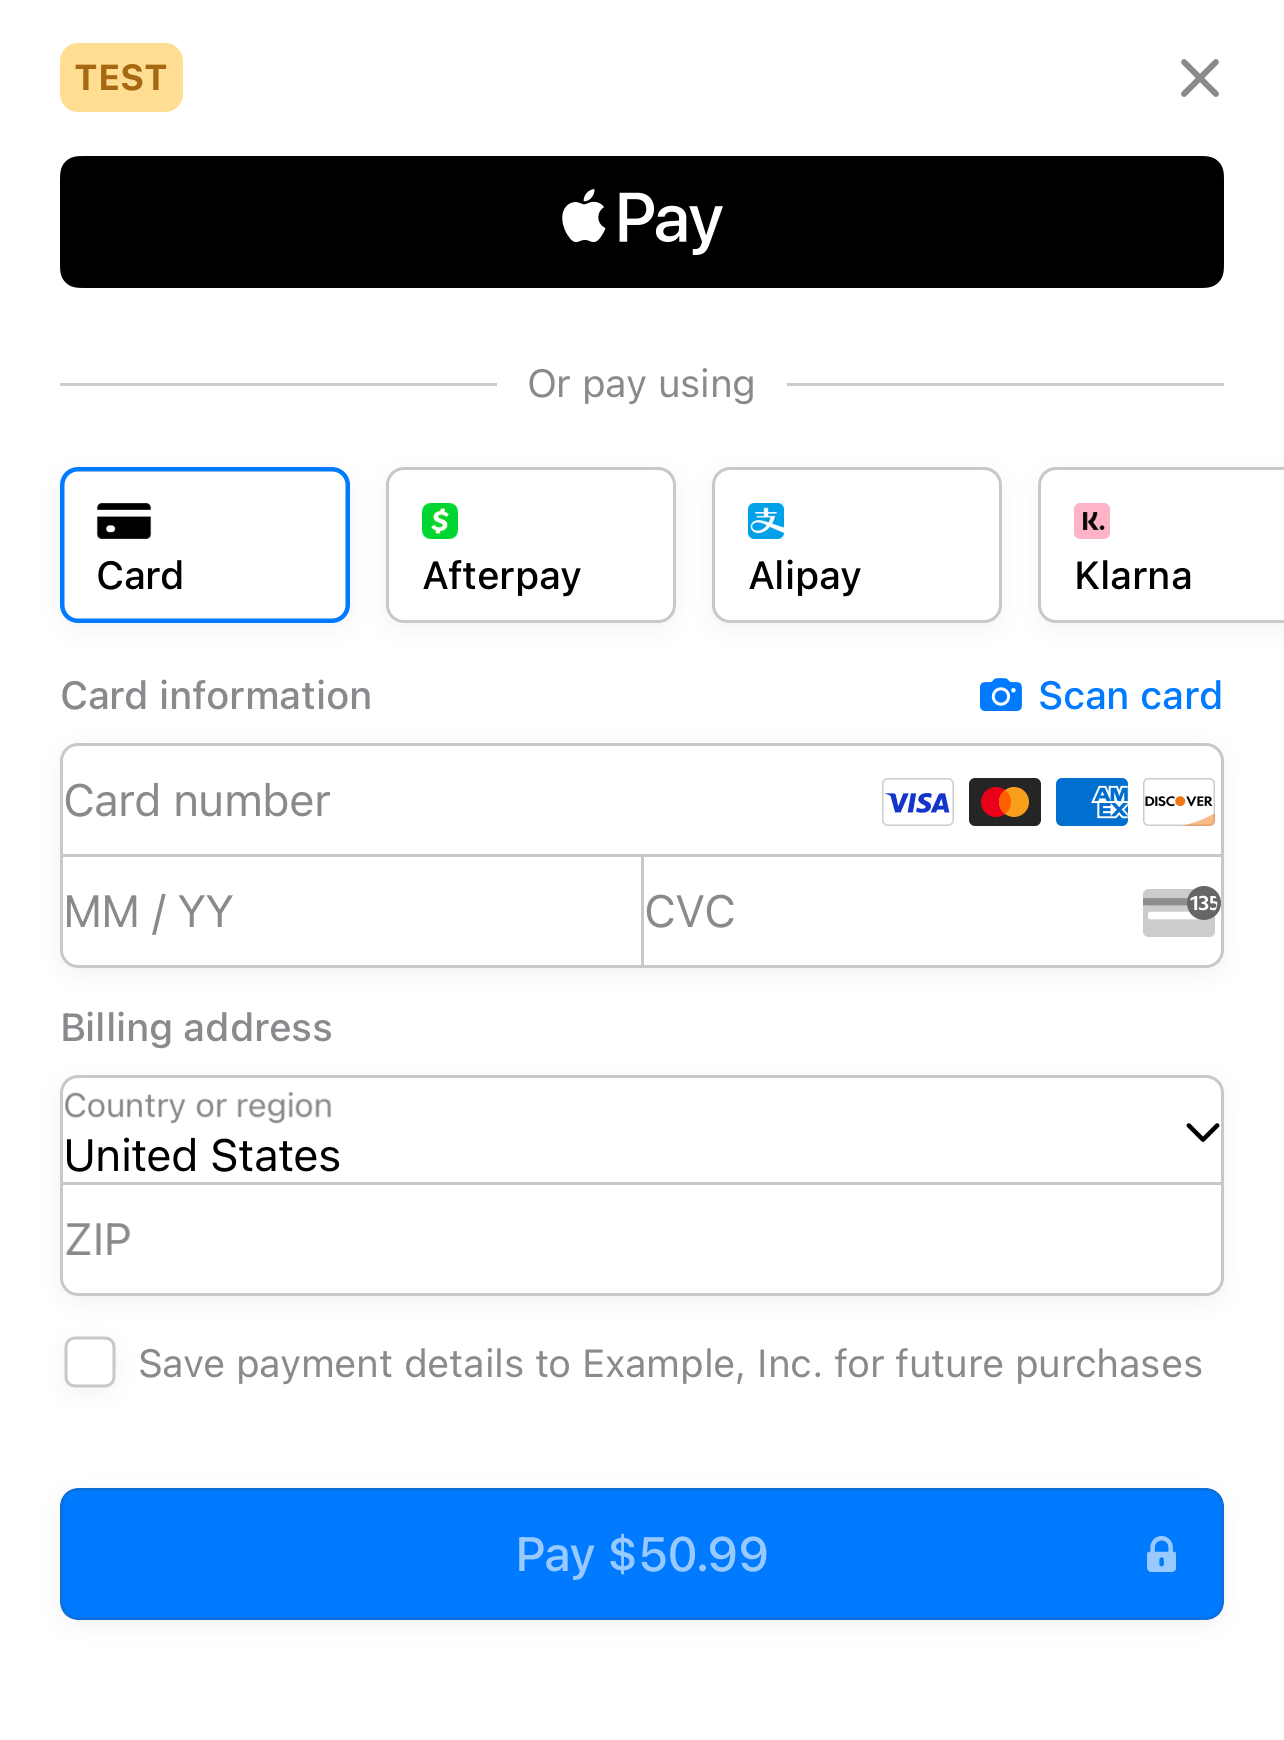 TEST
Pay
Or pay using
Card
Afterpay
支
Alipay
K.
Klarna
Card information
Scan card
Card number
VISA
AM
EX
DISCOVER
MM / YY
CVC
135
Billing address
Country or region
United States
ZIP
Save payment details to Example, Inc. for future purchases
Pay $50.99